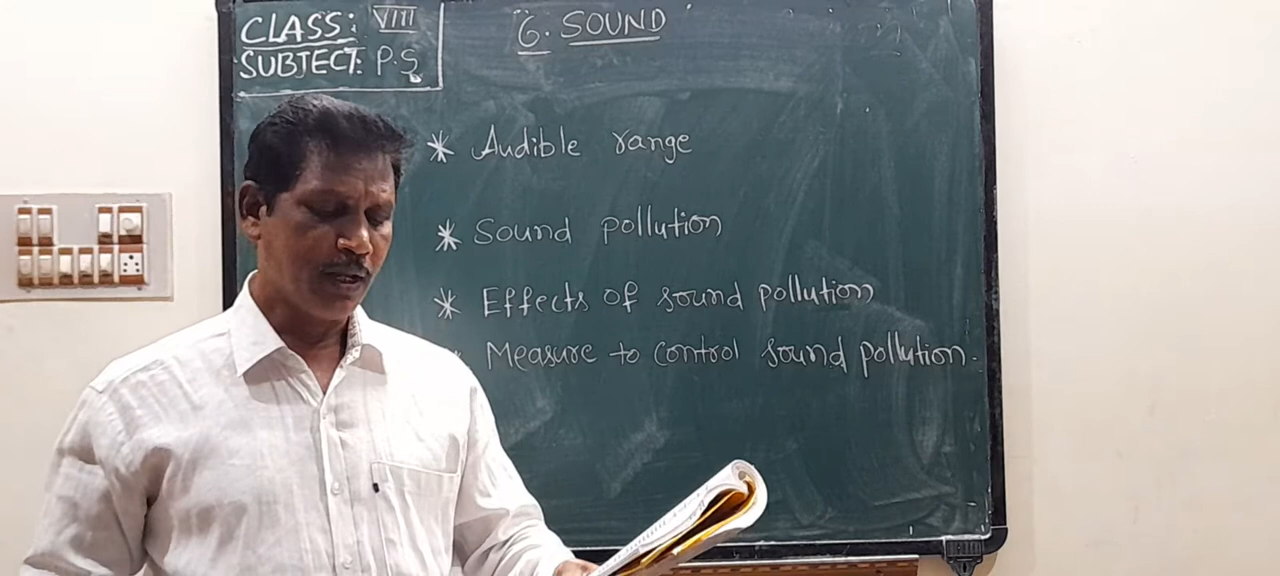 CLASS: VIII
SUBJECT: P.S
6. SOUND
* Audible range
* Sound pollution
* Effects of sound pollution
* Measure to control sound pollution.